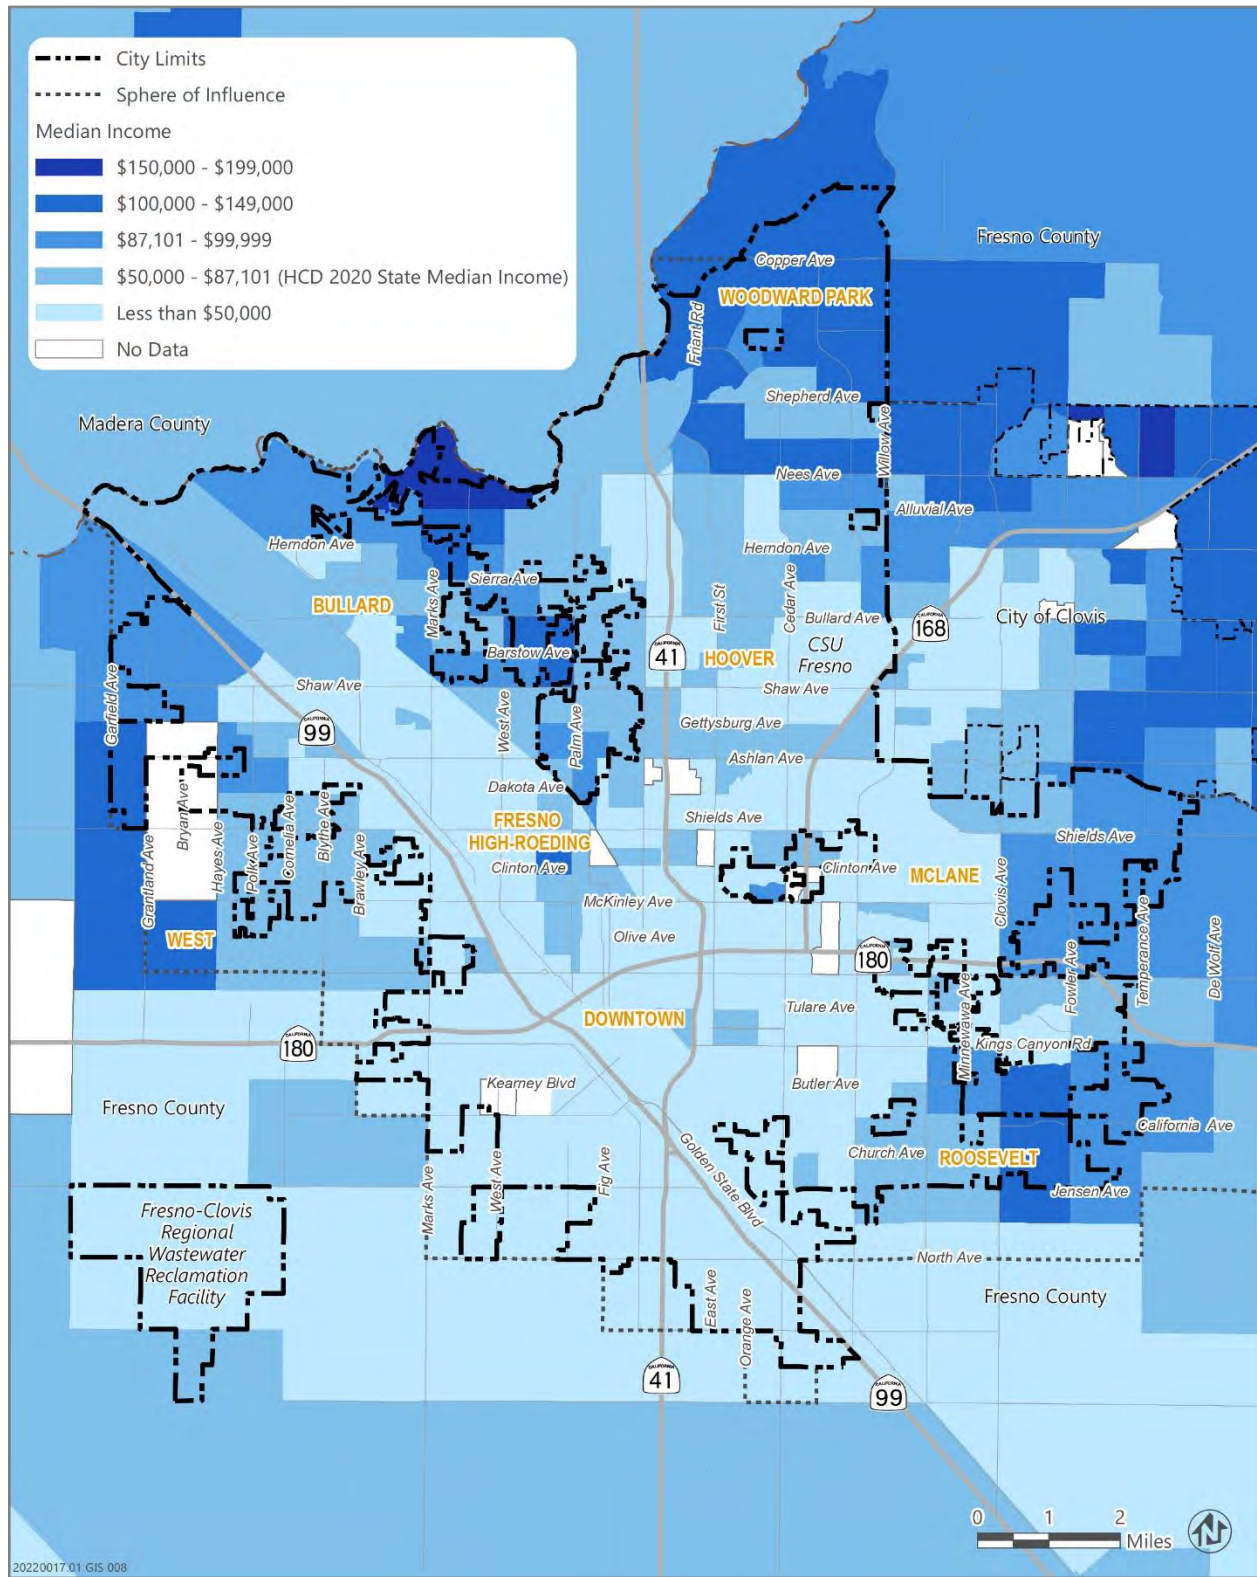 City Limits
Sphere of Influence
Median Income
$150,000 - $199,000
$100,000 - $149,000
$87,101 - $99,999
$50,000 - $87,101 (HCD 2020 State Median Income)
Less than $50,000
No Data
Fresno County
Copper Ave
WOODWARD PARK
Friant Rd
Shepherd Ave
Madera County
Willow Ave
Nees Ave
Alluvial Ave
Herndon Ave
Herndon Ave
Sierra Ave
BULLARD
Marks Ave
First St
Cedar Ave
Bullard Ave
CALIFORNIA
168
City of Clovis
Barstow Ave
CALIFORNIA
41
HOOVER
CSU
Fresno
Shaw Ave
Shaw Ave
Garfield Ave
CALIFORNIA
99
West Ave
Palm Ave
Gettysburg Ave
Ashlan Ave
Dakota Ave
Bryan Ave
FRESNO
HIGH-ROEDING
Shields Ave
Shields Ave
Grantland Ave
Hayes Ave
Polk Ave
Cornelia Ave
Blythe Ave
Brawley Ave
Clinton Ave
Clinton Ave
MCLANE
Clovis Ave
McKinley Ave
WEST
Olive Ave
CALIFORNIA
180
Fowler Ave
Temperance Ave
De Wolf Ave
DOWNTOWN
Tulare Ave
Minnewawa Ave
CALIFORNIA
180
Kings Canyon Rd
Kearney Blvd
Butler Ave
Fresno County
California Ave
Church Ave
ROOSEVELT
Golden State Blvd
Marks Ave
West Ave
Fig Ave
Jensen Ave
Fresno-Clovis
Regional
Wastewater
Reclamation
Facility
North Ave
East Ave
Orange Ave
Fresno County
CALIFORNIA
41
CALIFORNIA
99
0 1 2
Miles
N
20220017.01 GIS 008